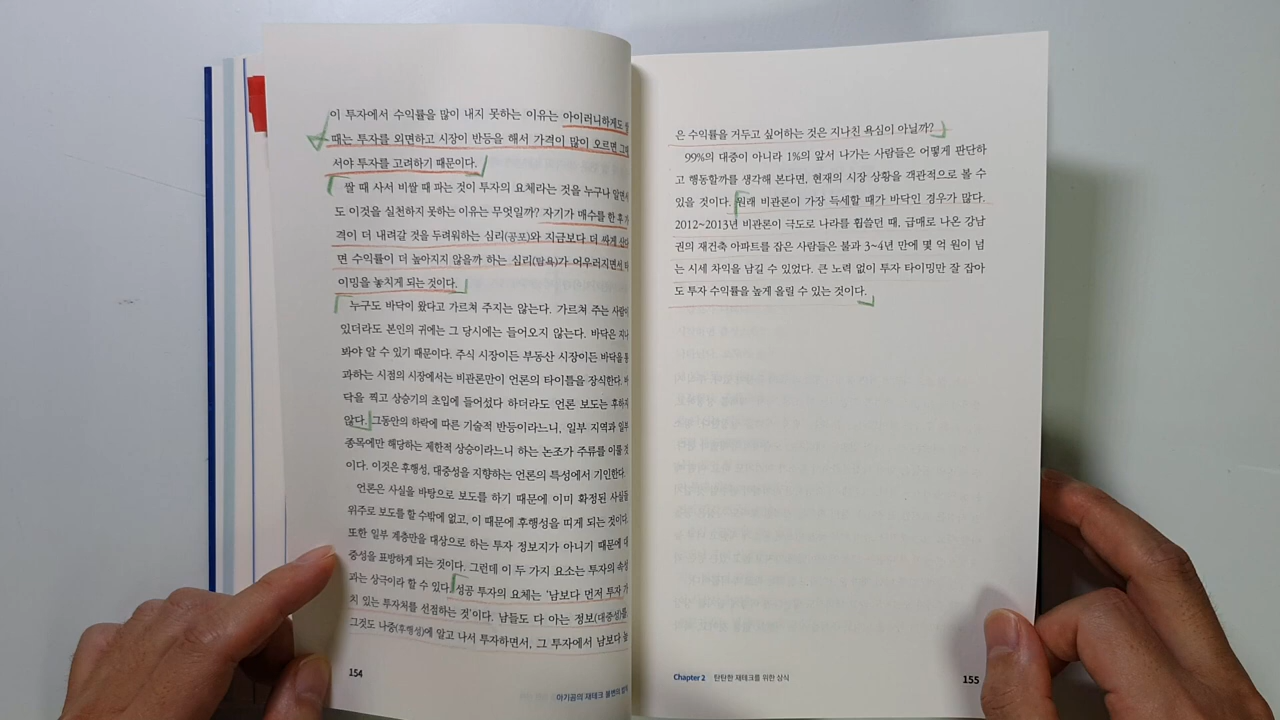 이 투자에서 수익률을 많이 내지 못하는 이유는 아이러니하게도
때는 투자를 외면하고 시장이 반등을 해서 가격이 많이 오르면 그때
서야 투자를 고려하기 때문이다.
쌀 때 사서 비쌀 때 파는 것이 투자의 요체라는 것을 누구나 알면서
도 이것을 실천하지 못하는 이유는 무엇일까? 자기가 매수를 한 후
격이 더 내려갈 것을 두려워하는 심리(공포)와 지금보다 더 싸게 산다
면 수익률이 더 높아지지 않을까 하는 심리(탐욕)가 어우러지면서
이밍을 놓치게 되는 것이다.
누구도 바닥이 왔다고 가르쳐 주지는 않는다. 가르쳐 주는 사람이
있더라도 본인의 귀에는 그 당시에는 들어오지 않는다. 바닥은 지나
봐야 알 수 있기 때문이다. 주식 시장이든 부동산 시장이든 바닥을 통
과하는 시점의 시장에서는 비관론만이 언론의 타이틀을 장식한다.
닥을 찍고 상승기의 초입에 들어섰다 하더라도 언론 보도는 후하지
않다. 그동안의 하락에 따른 기술적 반등이라느니, 일부 지역과 일부
종목에만 해당하는 제한적 상승이라느니 하는 논조가 주류를 이룰
이다. 이것은 후행성, 대중성을 지향하는 언론의 특성에서 기인한다.
언론은 사실을 바탕으로 보도를 하기 때문에 이미 확정된 사실들
위주로 보도를 할 수밖에 없고, 이 때문에 후행성을 띠게 되는 것이다.
또한 일부 계층만을 대상으로 하는 투자 정보지가 아니기 때문에 대
중성을 표방하게 되는 것이다. 그런데 이 두 가지 요소는 투자의 속성
과는 상극이라 할 수 있다. 성공 투자의 요체는 '남보다 먼저 투자
치 있는 투자처를 선점하는 것'이다. 남들도 다 아는 정보(대중성)를,
그것도 나중(후행성)에 알고 나서 투자하면서, 그 투자에서 남보다 높
154
아기곰의 재테크 불변의 법칙
은 수익률을 거두고 싶어하는 것은 지나친 욕심이 아닐까?
99%의 대중이 아니라 1%의 앞서 나가는 사람들은 어떻게 판단하
고 행동할까를 생각해 본다면, 현재의 시장 상황을 객관적으로 볼 수
있을 것이다. 원래 비관론이 가장 득세할 때가 바닥인 경우가 많다.
2012~2013년 비관론이 극도로 나라를 휩쓸던 때, 급매로 나온 강남
권의 재건축 아파트를 잡은 사람들은 불과 3~4년 만에 몇 억 원이 넘
는 시세 차익을 남길 수 있었다. 큰 노력 없이 투자 타이밍만 잘 잡아
도 투자 수익률을 높게 올릴 수 있는 것이다.
Chapter 2 탄탄한 재테크를 위한 상식
155